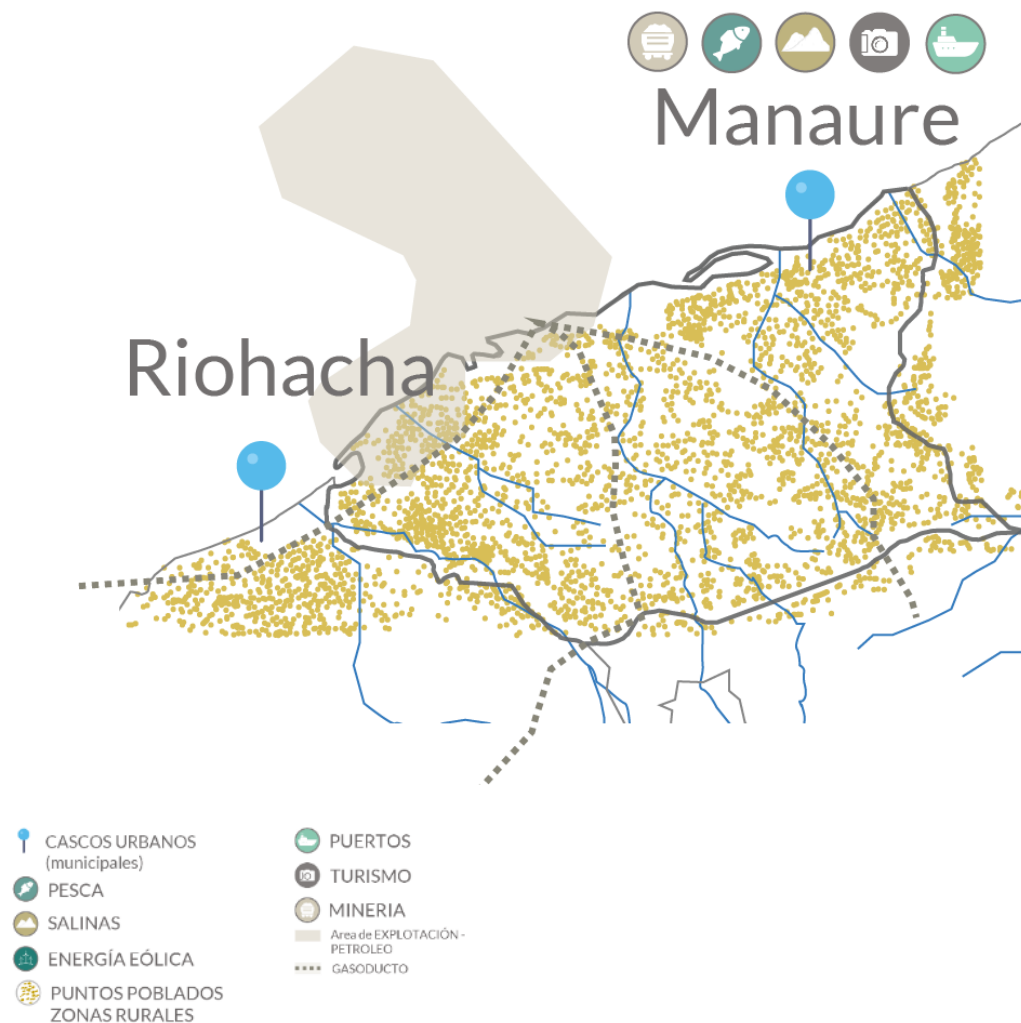 Manaure
Riohacha
CASCOS URBANOS
(municipales)
PESCA
SALINAS
ENERGÍA EÓLICA
PUNTOS POBLADOS
ZONAS RURALES
PUERTOS
TURISMO
MINERIA
Area de EXPLOTACIÓN -
PETROLEO
GASODUCTO